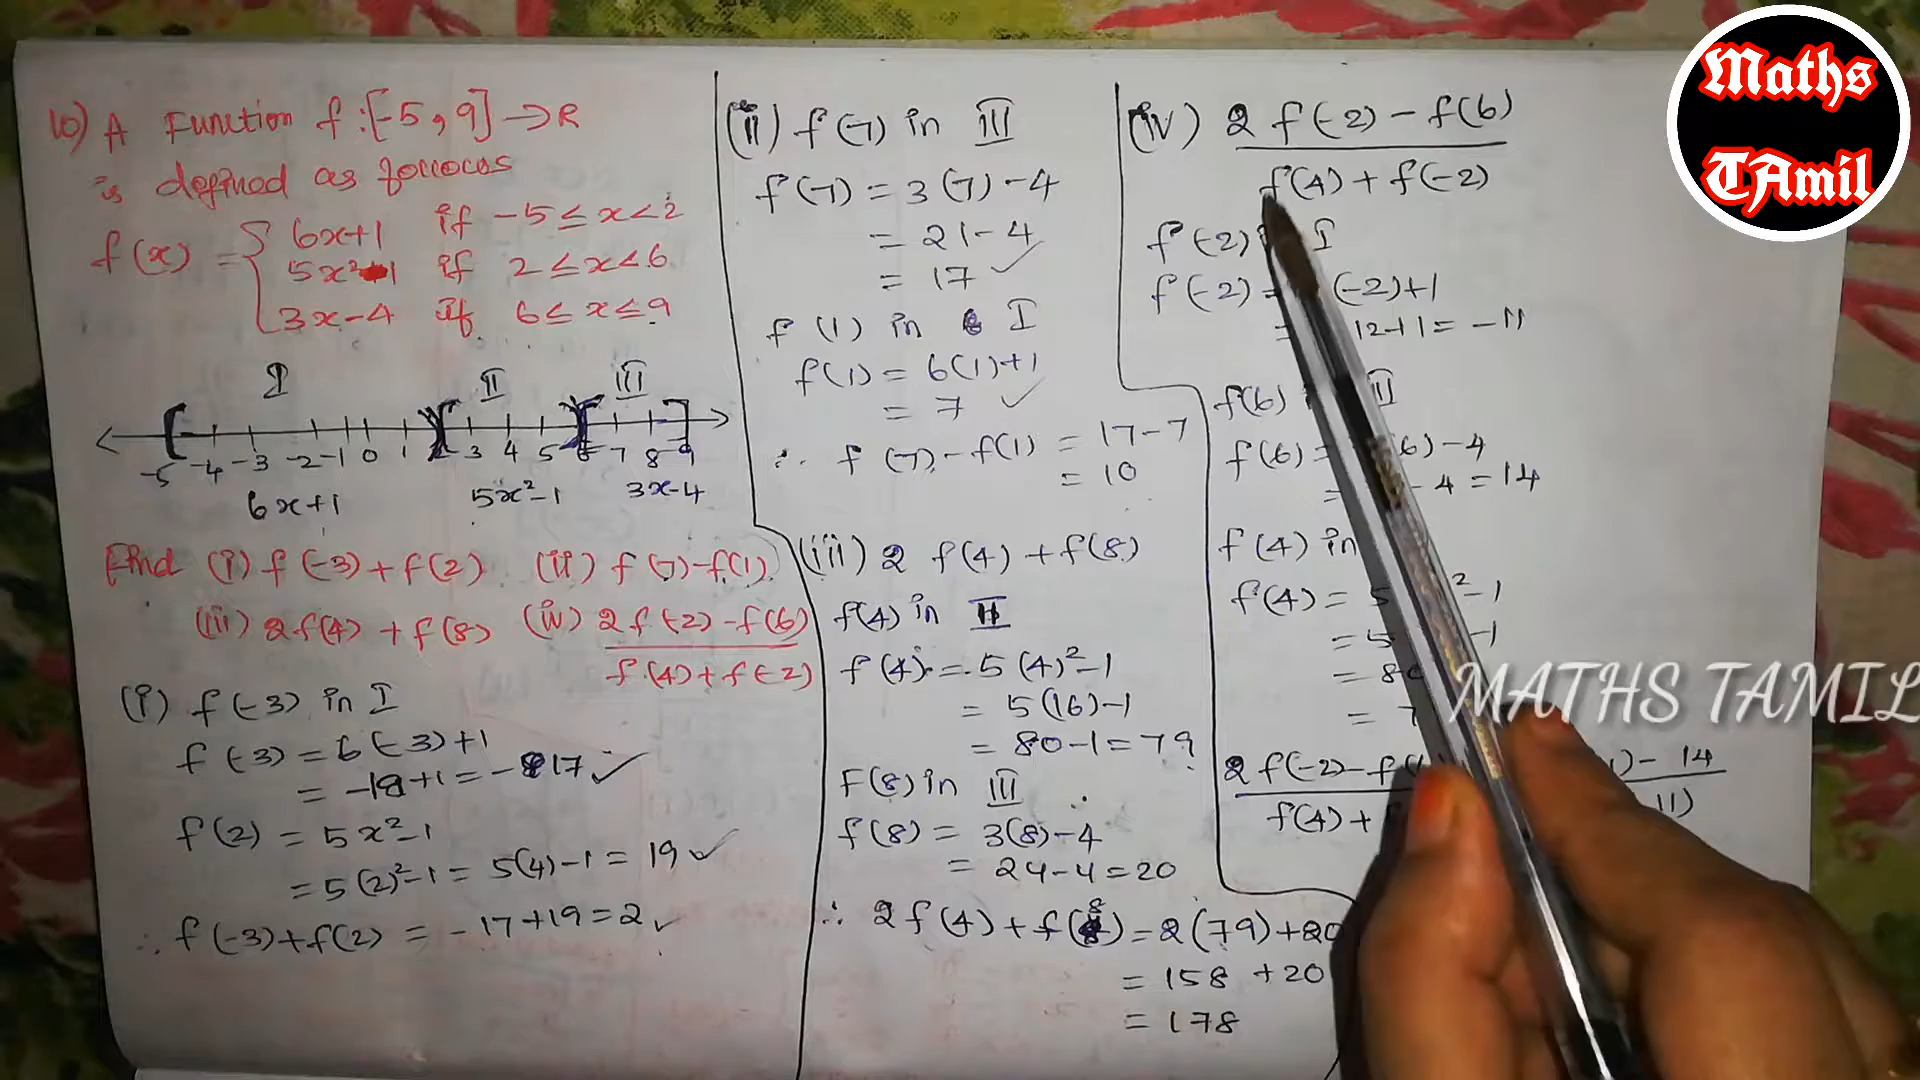 10) A Function f:[-5,9]→R
is defined as follows
f(x) = { 6x+1 if -5≤x<2
5x²-1 if 2≤x<6
3x-4 if 6≤x≤9
I II III
-5 -4 -3 -2 -1 0 1 2 3 4 5 6 7 8 9
6x+1 5x²-1 3x-4
Find (i) f(-3)+f(2) (ii) f(7)-f(1)
(iii) 2f(4)+f(8) (iv) 2f(-2)-f(6)
f(4)+f(-2)
(i) f(-3) in I
f(-3) = 6(-3)+1
= -18+1 = -17 ✓
f(2) = 5x²-1
= 5(2)²-1 = 5(4)-1 = 19 ✓
∴ f(-3)+f(2) = -17+19=2 ✓
(ii) f(7) in III
f(7) = 3(7)-4
= 21-4
= 17 ✓
f(1) in I
f(1) = 6(1)+1
= 7 ✓
∴ f(7)-f(1) = 17-7
= 10
(iii) 2 f(4)+f(8)
f(4) in II
f(4) = 5(4)²-1
= 5(16)-1
= 80-1=79
F(8) in III
f(8) = 3(8)-4
= 24-4=20
∴ 2f(4)+f(8)=2(79)+20
= 158 +20
= 178
(iv) 2 f(-2)-f(6)
f(4)+f(-2)
f(-2) I
f(-2) = (-2)+1
= 12+1= -11
f(6)
f(6) = 6)-4
= - 4 = 14
f(4) in
f(4) = 5 ²-1
= 5 -1
= 8
= 7
2f(-2)-f( )- 14
f(4)+ 11)
Maths
TAmil
MATHS TAMIL